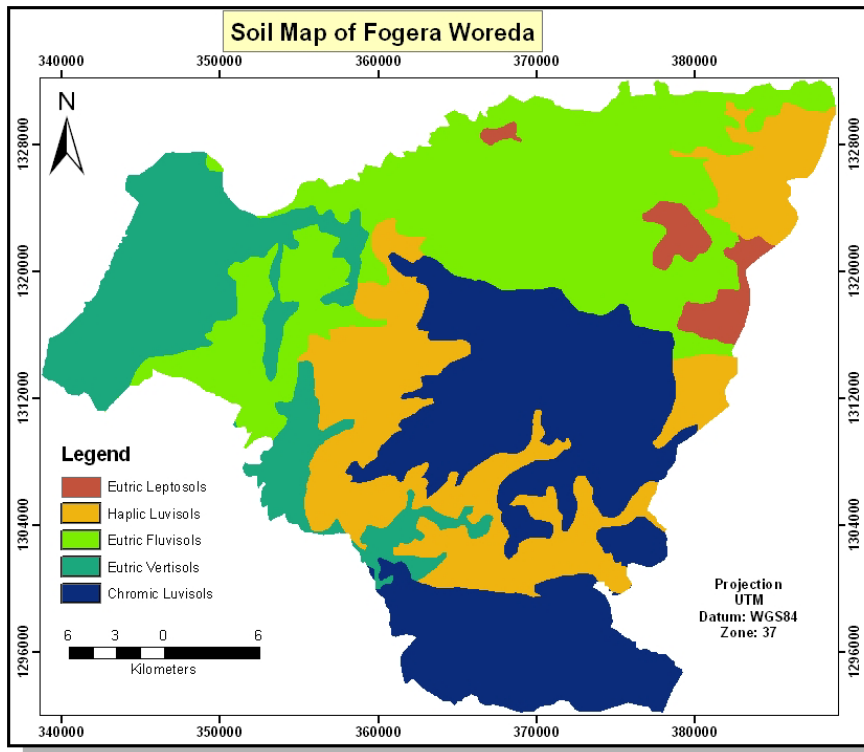 Soil Map of Fogera Woreda
340000 350000 360000 370000 380000
N
1328000 1328000
1320000 1320000
1312000 1312000
1304000 1304000
1296000 1296000
Legend
Eutric Leptosols
Haplic Luvisols
Eutric Fluvisols
Eutric Vertisols
Chromic Luvisols
6 3 0 6
Kilometers
Projection
UTM
Datum: WGS84
Zone: 37
340000 350000 360000 370000 380000